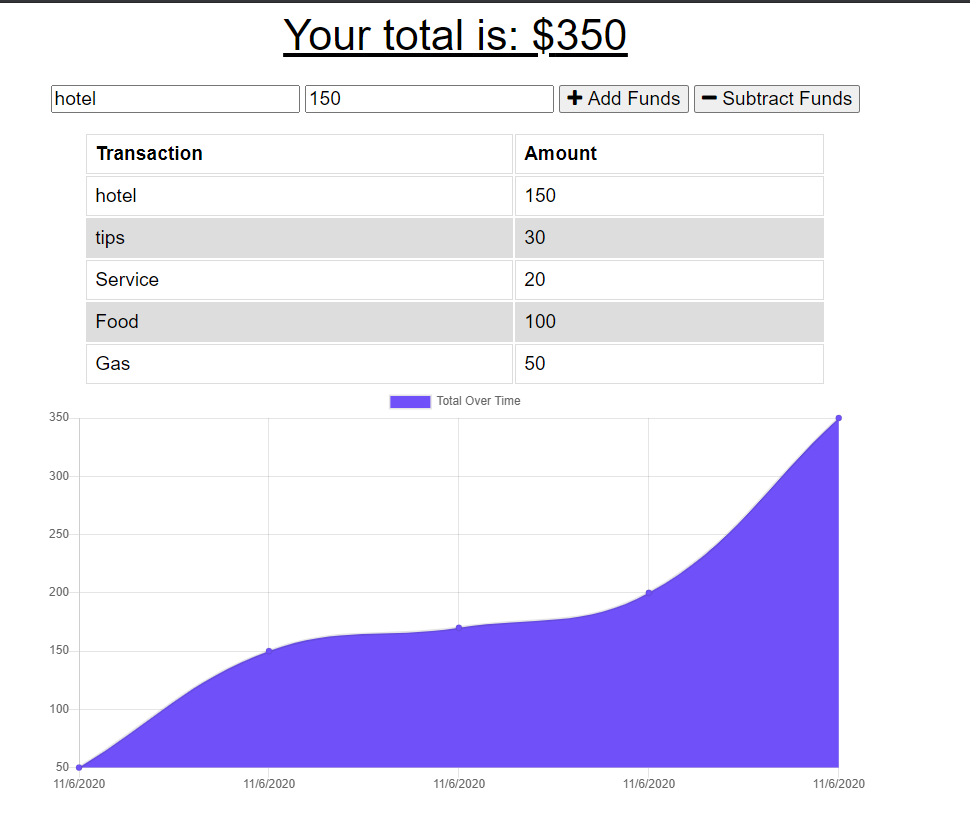 Your total is: $350
hotel 150 Add Funds Subtract Funds
Transaction Amount
hotel 150
tips 30
Service 20
Food 100
Gas 50
Total Over Time
350
300
250
200
150
100
50
11/6/2020 11/6/2020 11/6/2020 11/6/2020 11/6/2020